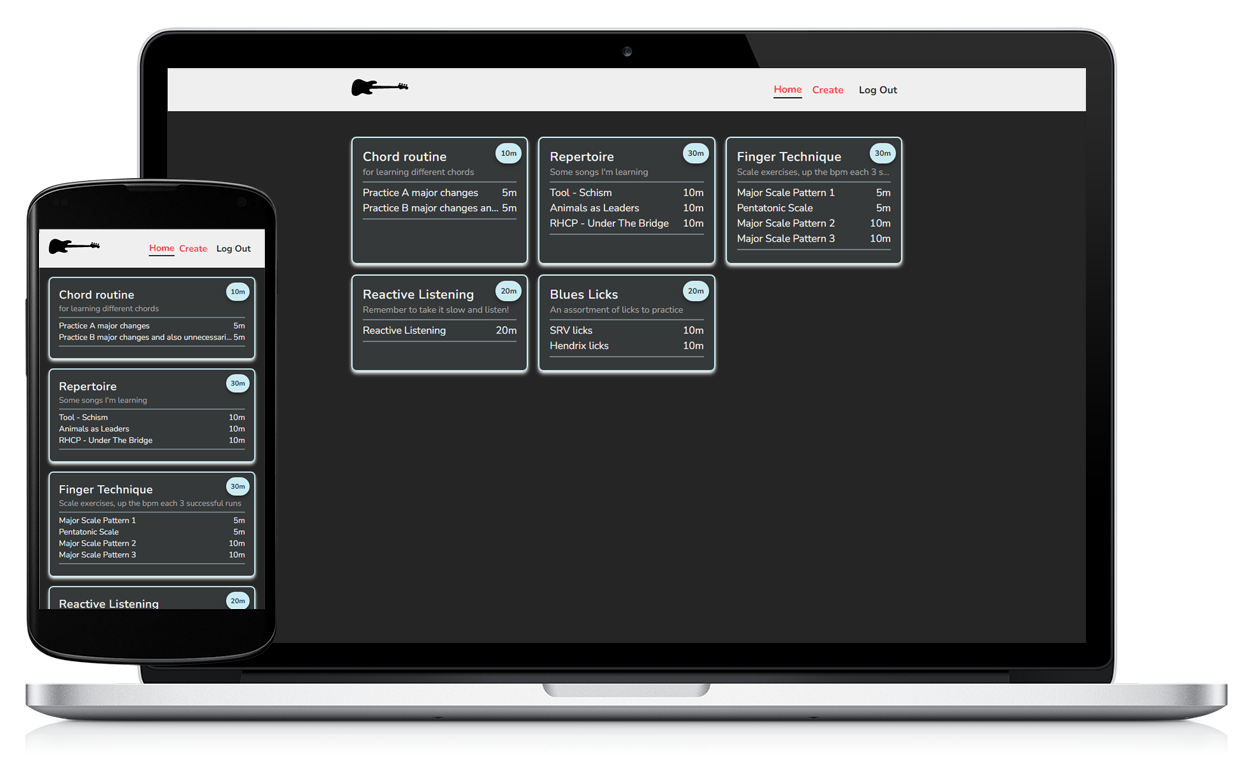 Home Create Log Out
Chord routine 10m
for learning different chords
Practice A major changes 5m
Practice B major changes an... 5m
Repertoire 30m
Some songs I'm learning
Tool - Schism 10m
Animals as Leaders 10m
RHCP - Under The Bridge 10m
Finger Technique 30m
Scale exercises, up the bpm each 3 s...
Major Scale Pattern 1 5m
Pentatonic Scale 5m
Major Scale Pattern 2 10m
Major Scale Pattern 3 10m
Reactive Listening 20m
Remember to take it slow and listen!
Reactive Listening 20m
Blues Licks 20m
An assortment of licks to practice
SRV licks 10m
Hendrix licks 10m
Home Create Log Out
Chord routine 10m
for learning different chords
Practice A major changes 5m
Practice B major changes and also unnecessari... 5m
Repertoire 30m
Some songs I'm learning
Tool - Schism 10m
Animals as Leaders 10m
RHCP - Under The Bridge 10m
Finger Technique 30m
Scale exercises, up the bpm each 3 successful runs
Major Scale Pattern 1 5m
Pentatonic Scale 5m
Major Scale Pattern 2 10m
Major Scale Pattern 3 10m
Reactive Listening 20m